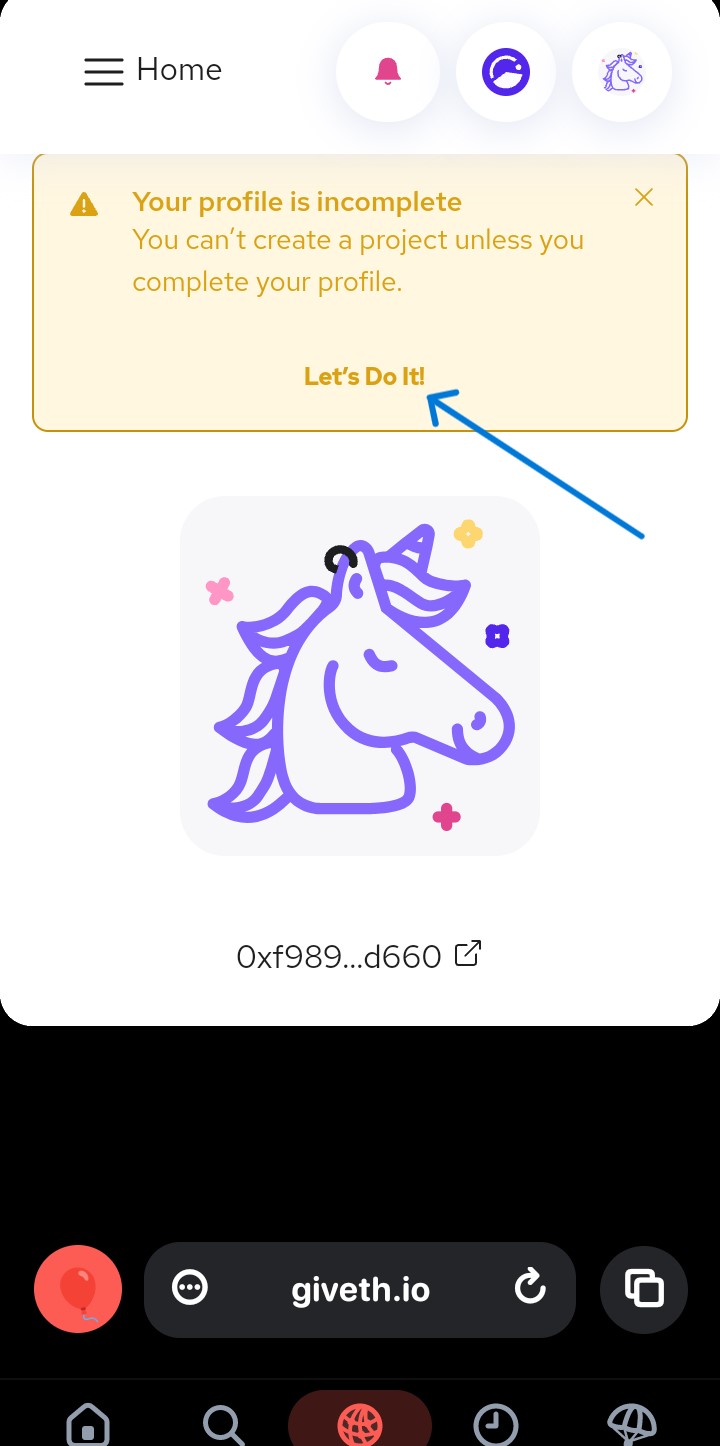 Home
Your profile is incomplete
You can’t create a project unless you
complete your profile.
Let’s Do It!
0xf989...d660
giveth.io